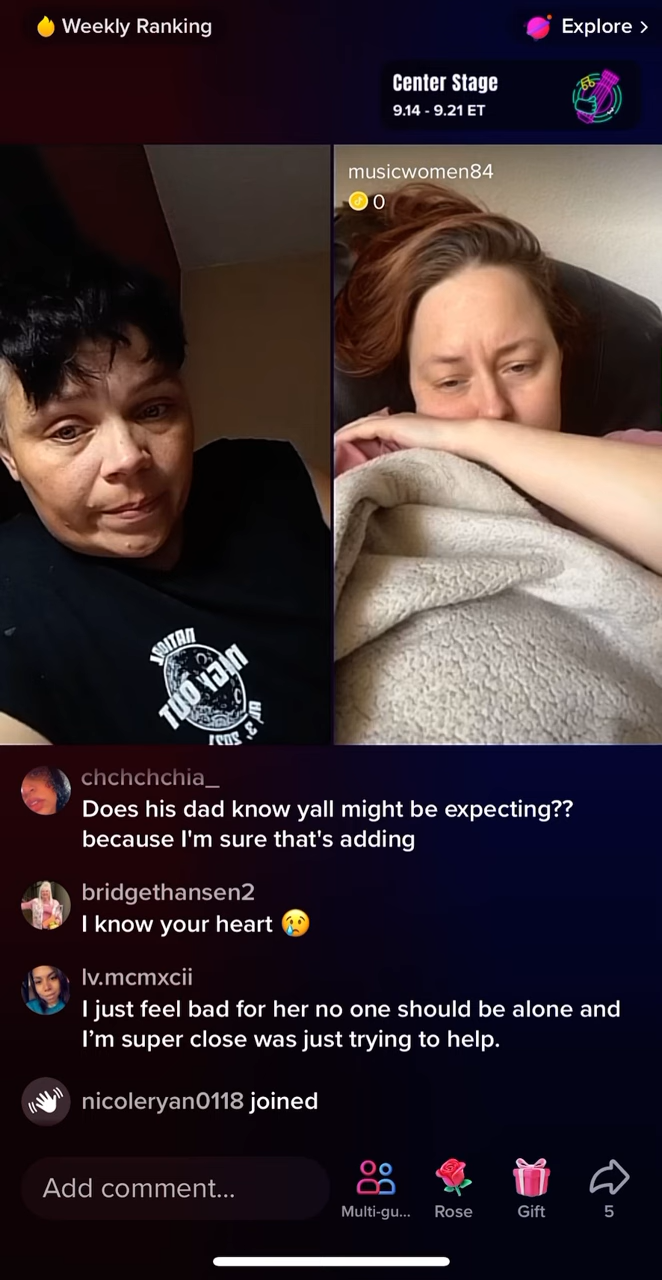 Weekly Ranking
Explore >
Center Stage
9.14 - 9.21 ET
musicwomen84
0
chchchchia_
Does his dad know yall might be expecting??
because I'm sure that's adding
bridgethansen2
I know your heart 😢
lv.mcmxcii
I just feel bad for her no one should be alone and
I’m super close was just trying to help.
nicoleryan0118 joined
Add comment...
Multi-gu...
Rose
Gift
5